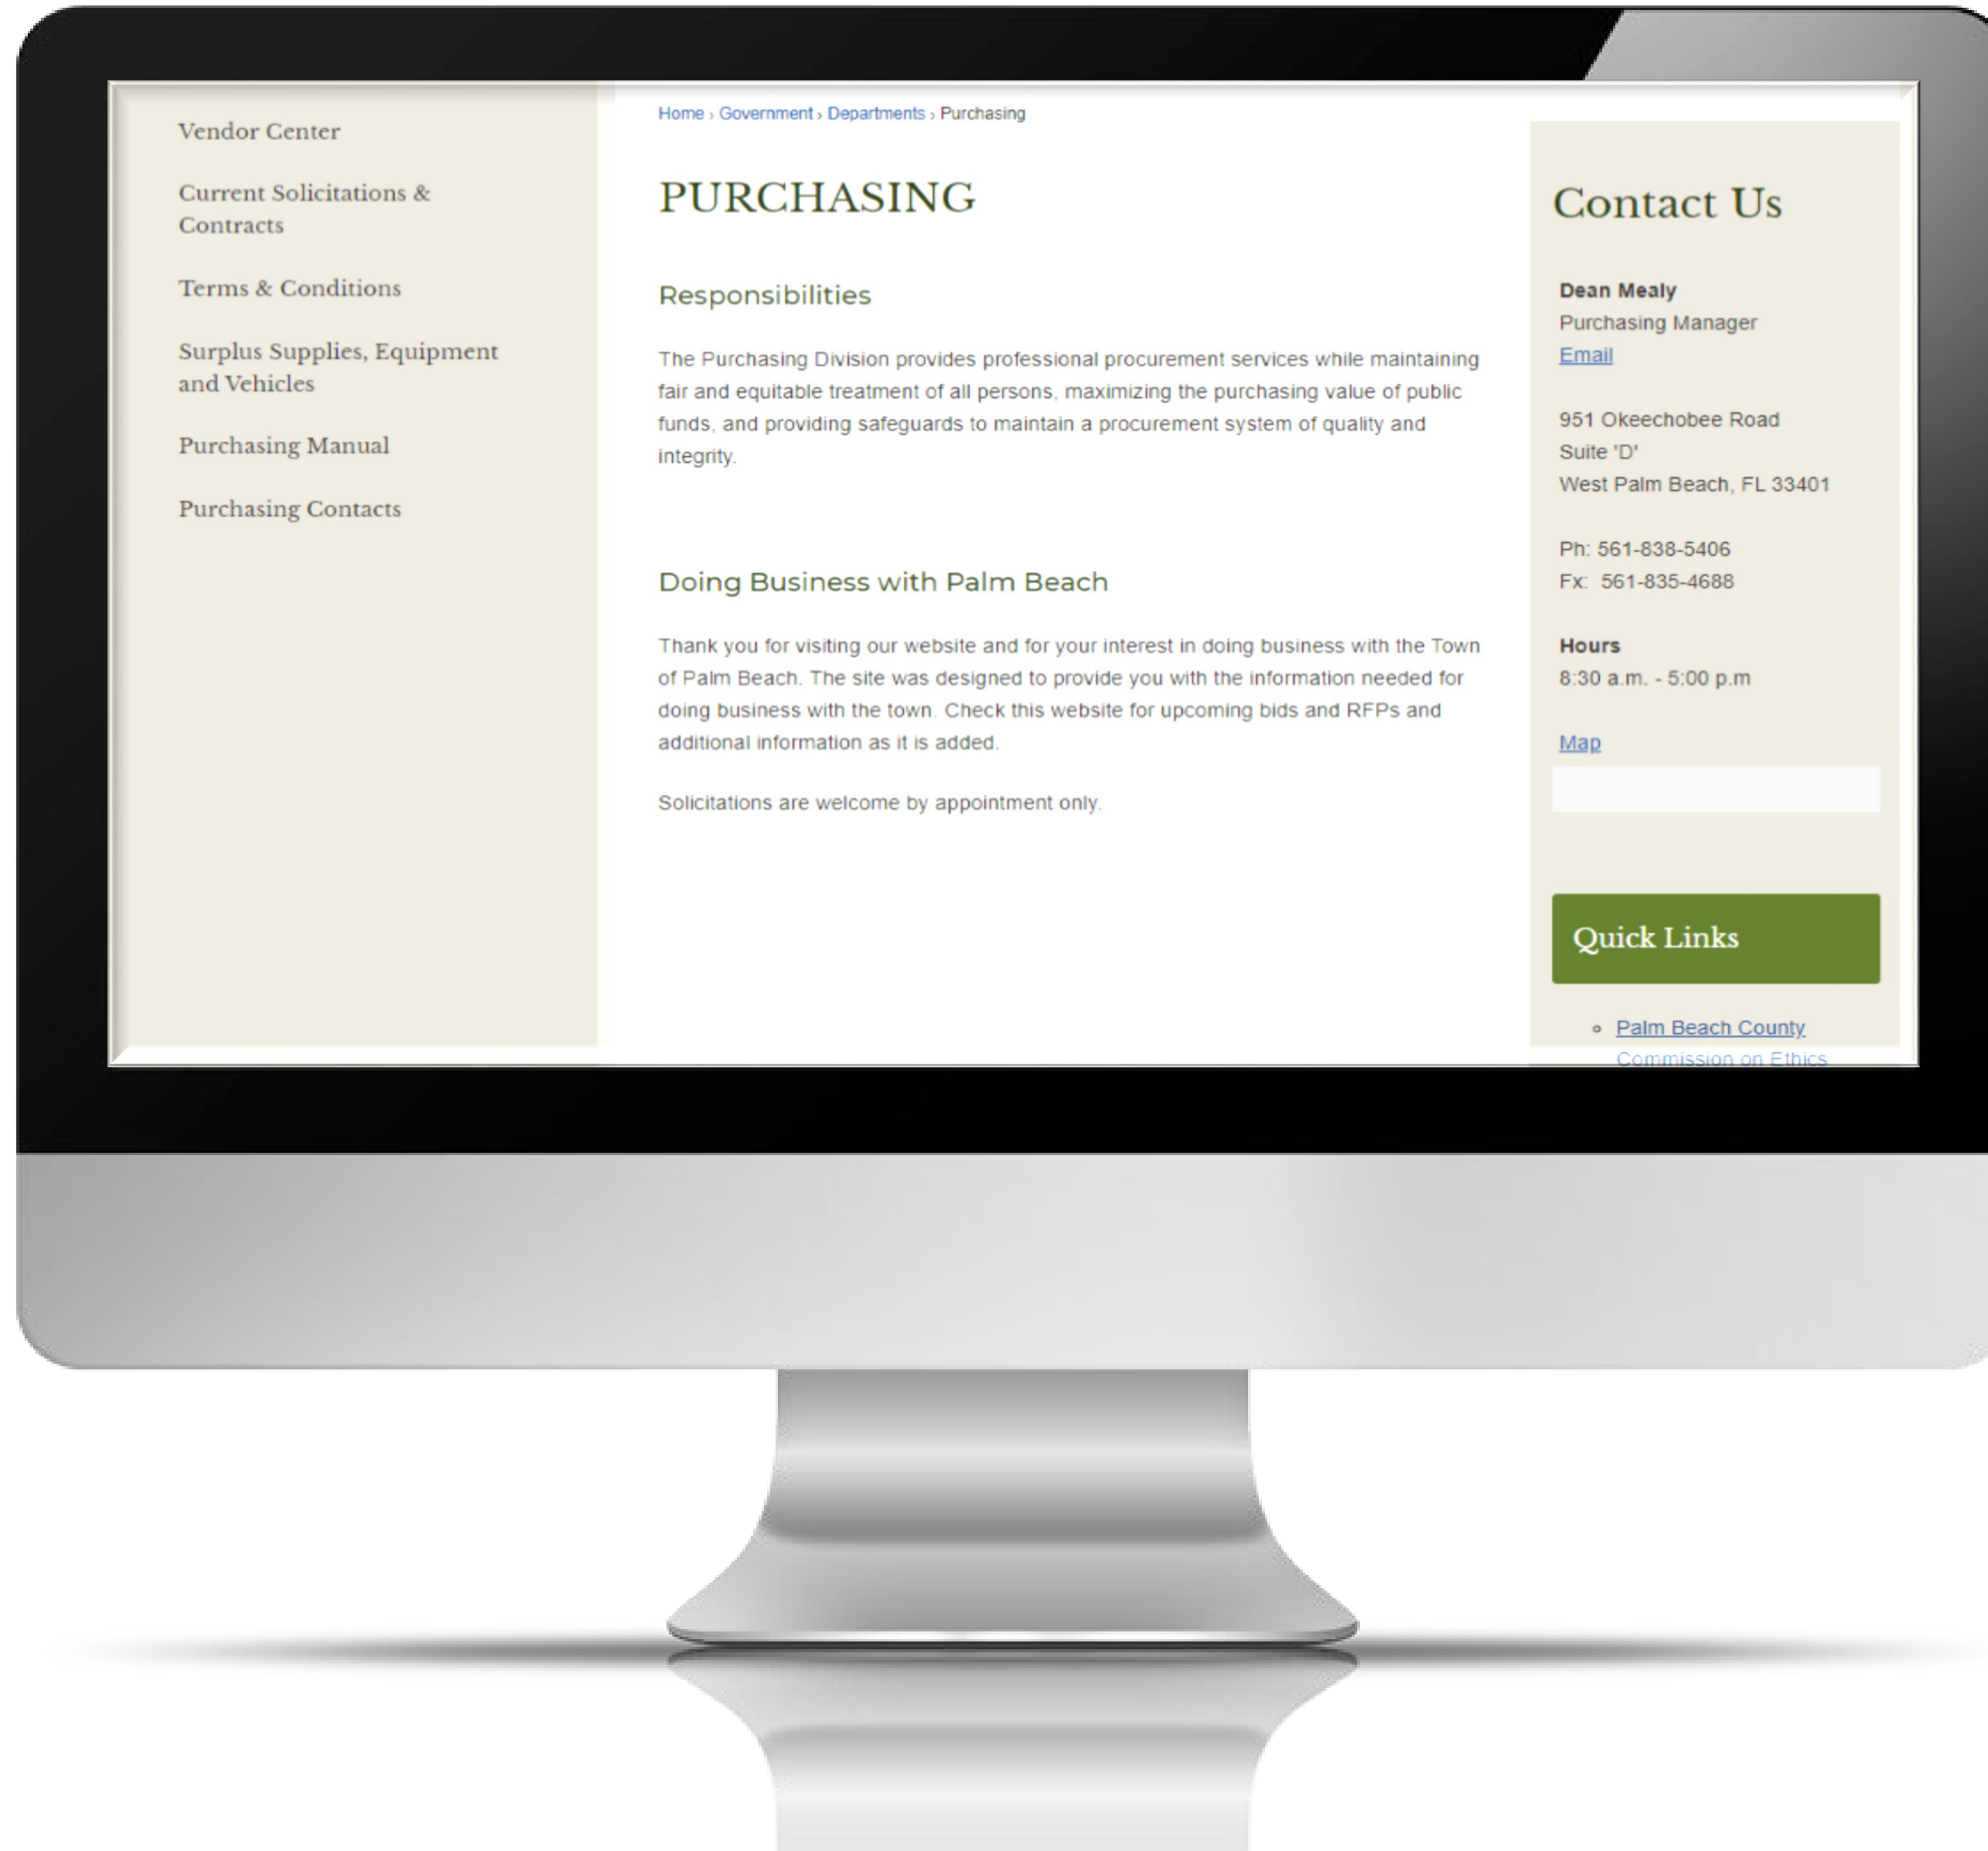 Vendor Center
Current Solicitations &
Contracts
Terms & Conditions
Surplus Supplies, Equipment
and Vehicles
Purchasing Manual
Purchasing Contacts
Home › Government › Departments › Purchasing
PURCHASING
Responsibilities
The Purchasing Division provides professional procurement services while maintaining
fair and equitable treatment of all persons, maximizing the purchasing value of public
funds, and providing safeguards to maintain a procurement system of quality and
integrity.
Doing Business with Palm Beach
Thank you for visiting our website and for your interest in doing business with the Town
of Palm Beach. The site was designed to provide you with the information needed for
doing business with the town. Check this website for upcoming bids and RFPs and
additional information as it is added.
Solicitations are welcome by appointment only.
Contact Us
Dean Mealy
Purchasing Manager
Email
951 Okeechobee Road
Suite 'D'
West Palm Beach, FL 33401
Ph: 561-838-5406
Fx: 561-835-4688
Hours
8:30 a.m. - 5:00 p.m
Map
Quick Links
Palm Beach County
Commission on Ethics